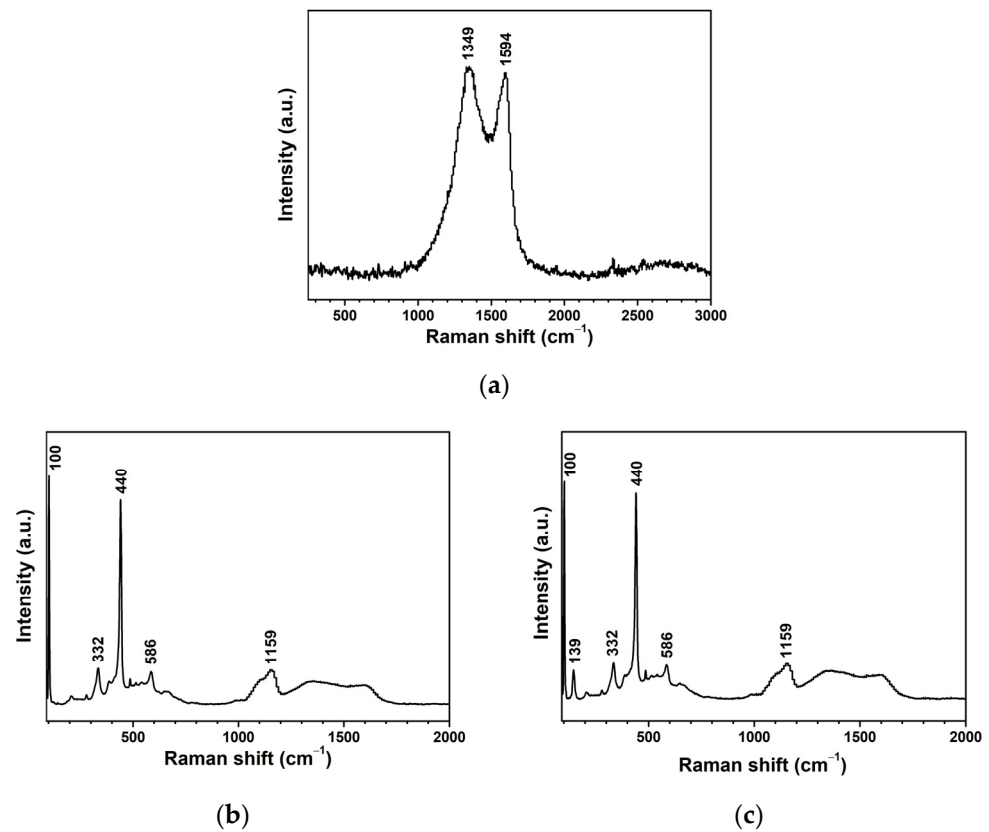 1349
1594
Intensity (a.u.)
500 1000 1500 2000 2500 3000
Raman shift (cm⁻¹)
(a)
100
440
332
586
1159
Intensity (a.u.)
500 1000 1500 2000
Raman shift (cm⁻¹)
(b)
100
139
332
440
586
1159
Intensity (a.u.)
500 1000 1500 2000
Raman shift (cm⁻¹)
(c)